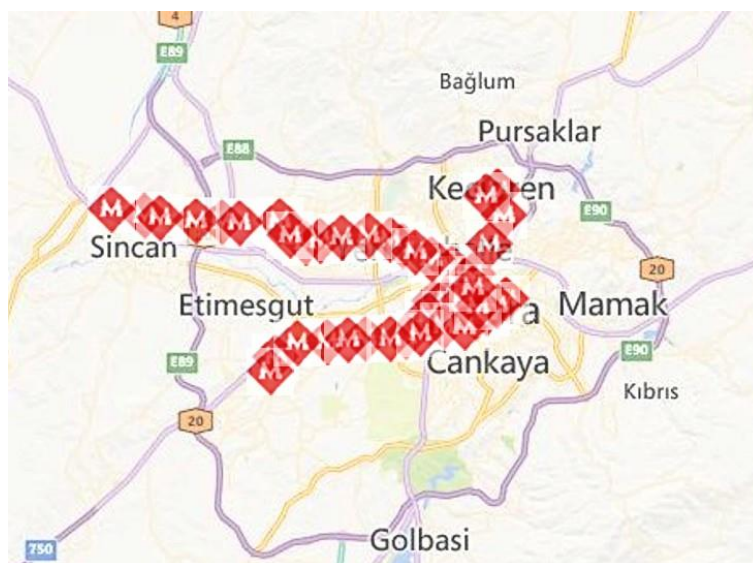 4
E89
Bağlum
Pursaklar
E88
E90
M
Sincan
20
Etimesgut
Mamak
E89
Cankaya
E90
Kıbrıs
20
Golbasi
750